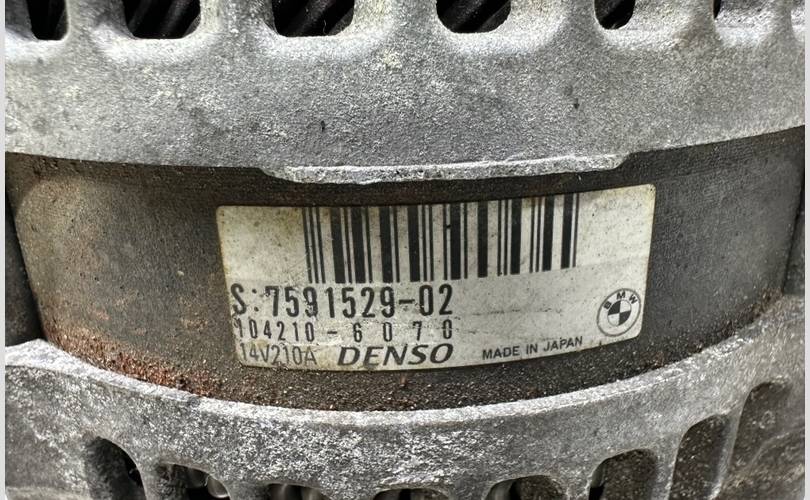 S:7591529-02
104210-6070
14V210A DENSO MADE IN JAPAN
BMW